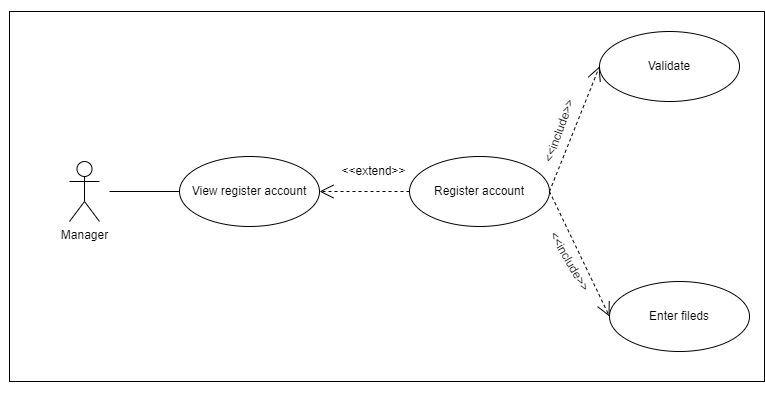 Validate
<<include>>
<<extend>>
View register account
Register account
Manager
<<include>>
Enter fileds